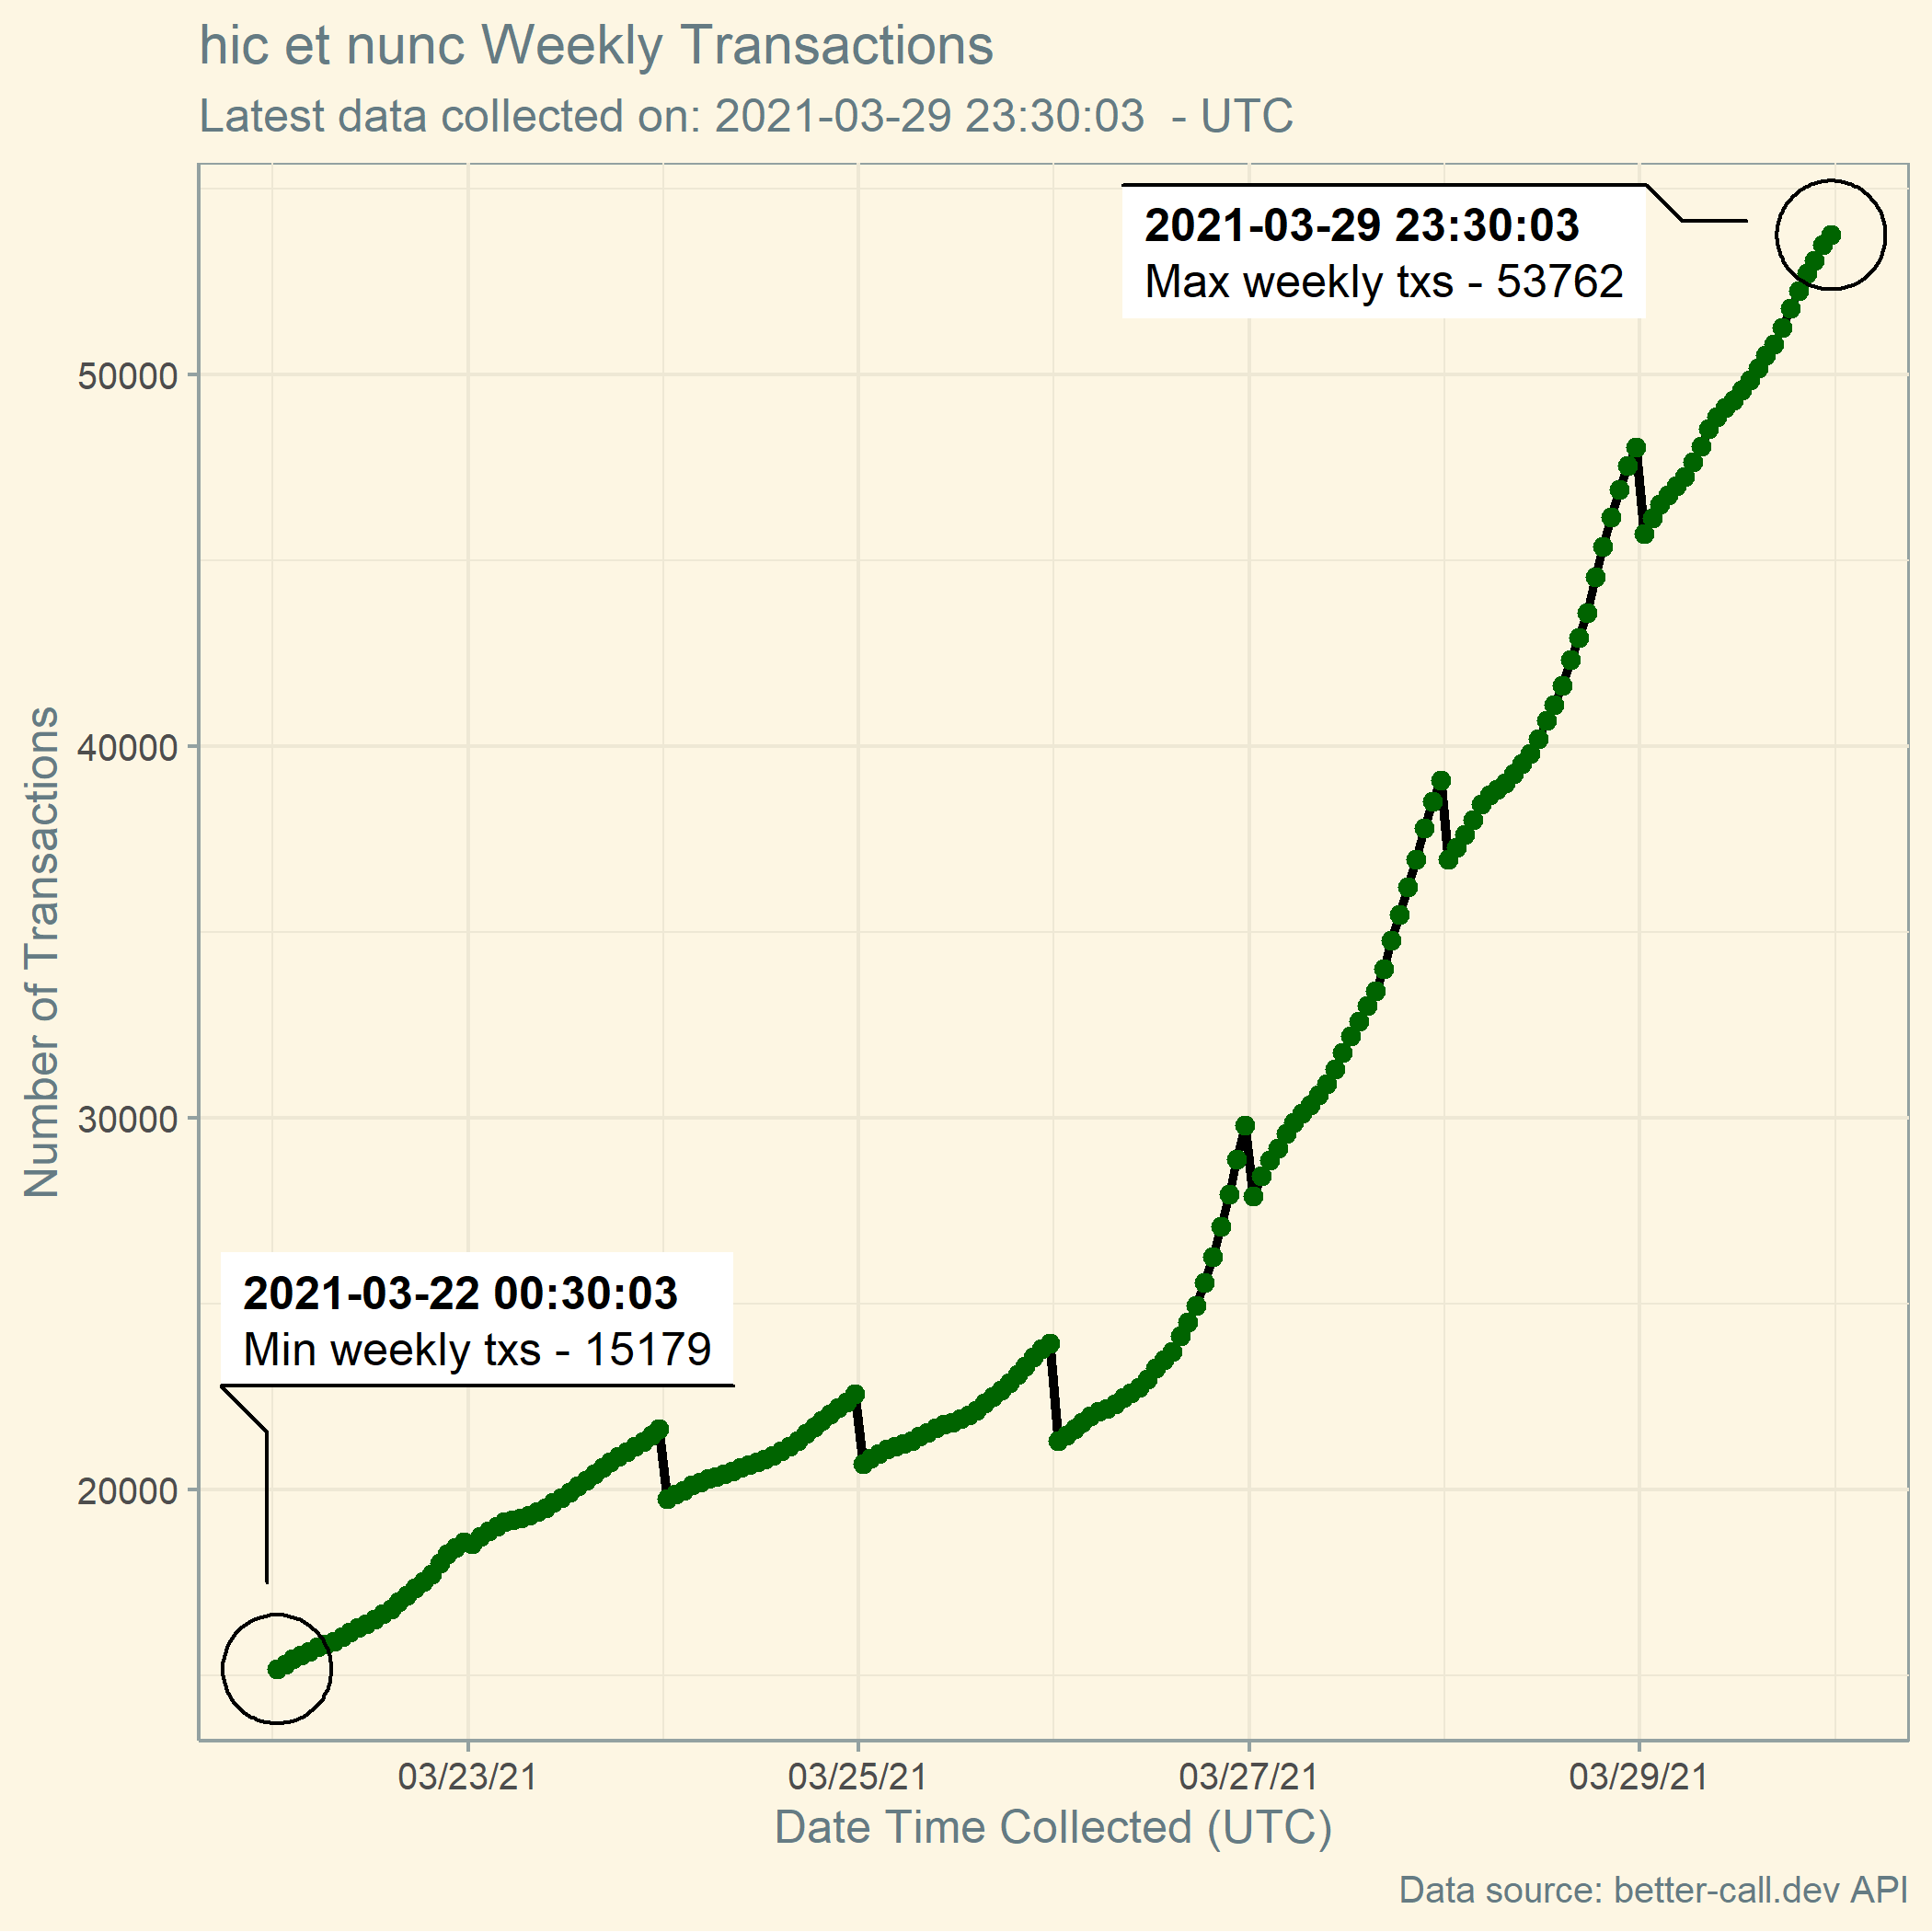 hic et nunc Weekly Transactions
Latest data collected on: 2021-03-29 23:30:03  - UTC
2021-03-29 23:30:03
Max weekly txs - 53762
50000
40000
30000
20000
Number of Transactions
2021-03-22 00:30:03
Min weekly txs - 15179
03/23/21
03/25/21
03/27/21
03/29/21
Date Time Collected (UTC)
Data source: better-call.dev API